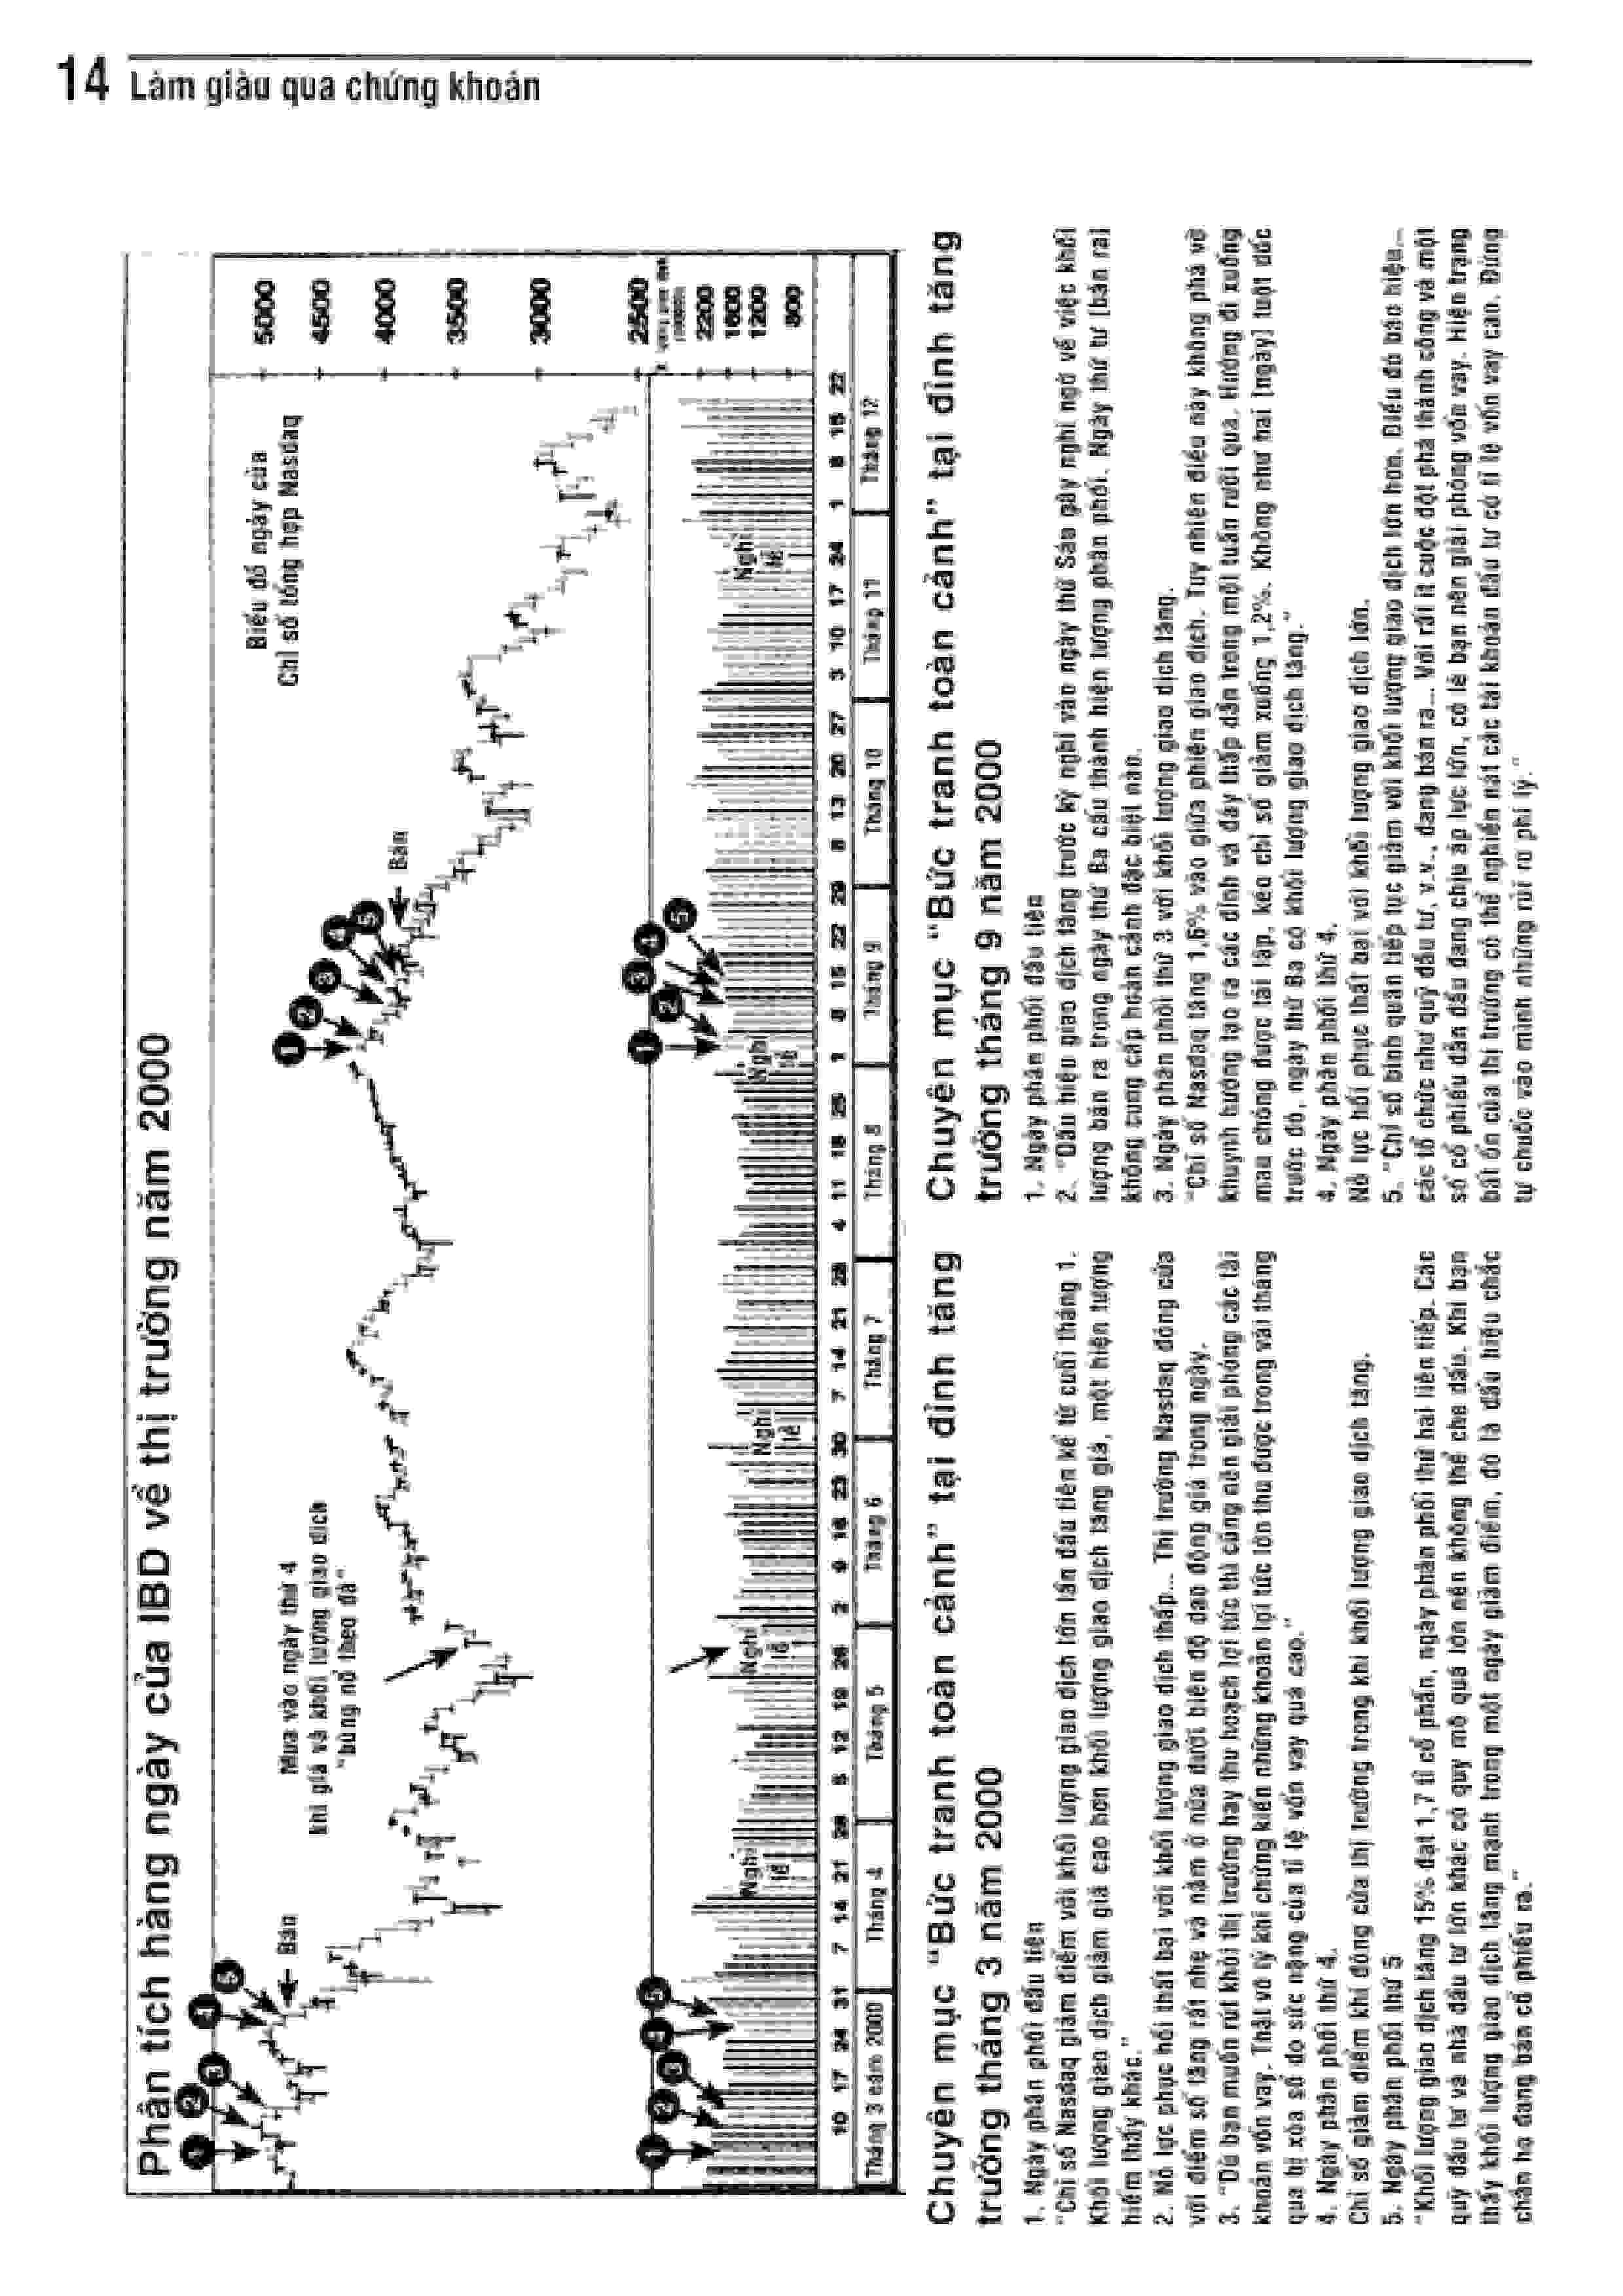 14 Làm giàu qua chứng khoán
Phân tích hàng ngày của IBD về thị trường năm 2000
Biểu đồ ngày của
Chỉ số tổng hợp Nasdaq
Mua vào ngày thứ 4
khi giá và khối lượng giao dịch
"bùng nổ theo đà"
1
2
3
4
5
Bán
1
2
3
4
5
Bán
5000
4500
4000
3500
3000
2500
1
2
3
4
5
1
2
3
4
5
2200
1600
1200
800
Nghỉ lễ
Nghỉ lễ
Nghỉ lễ
Nghỉ lễ
Nghỉ lễ
10 17 24 31 7 14 21 28 5 12 19 26 2 9 16 23 30 7 14 21 28 4 11 18 25 1 8 15 22 29 6 13 20 27 3 10 17 24 1 8 15 22
Tháng 3 năm 2000 Tháng 4 Tháng 5 Tháng 6 Tháng 7 Tháng 8 Tháng 9 Tháng 10 Tháng 11 Tháng 12
Chuyên mục "Bức tranh toàn cảnh" tại đỉnh tăng
trưởng tháng 3 năm 2000
1. Ngày phân phối đầu tiên
"Chỉ số Nasdaq giảm điểm với khối lượng giao dịch lớn lần đầu tiên kể từ cuối tháng 1.
Khối lượng giao dịch giảm giá cao hơn khối lượng giao dịch tăng giá, một hiện tượng
hiếm thấy khác."
2. Nỗ lực phục hồi thất bại với khối lượng giao dịch thấp... Thị trường Nasdaq đóng cửa
với điểm số tăng rất nhẹ và nằm ở nửa dưới biên độ dao động giá trong ngày.
3. "Dù bạn muốn rút khỏi thị trường hay thu hoạch lợi tức thì cũng nên giải phóng các tài
khoản vốn vay. Thật vô lý khi chứng kiến những khoản lợi tức lớn thu được trong vài tháng
qua bị xóa sổ do sức nặng của tỉ lệ vốn vay quá cao."
4. Ngày phân phối thứ 4.
Chỉ số giảm điểm khi đóng cửa thị trường trong khi khối lượng giao dịch tăng.
5. Ngày phân phối thứ 5
"Khối lượng giao dịch tăng 15% đạt 1,7 tỉ cổ phần, ngày phân phối thứ hai liên tiếp. Các
quỹ đầu tư và nhà đầu tư lớn khác có quy mô quá lớn nên không thể che dấu. Khi bạn
thấy khối lượng giao dịch tăng mạnh trong một ngày giảm điểm, đó là dấu hiệu chắc
chắn họ đang bán cổ phiếu ra."
Chuyên mục "Bức tranh toàn cảnh" tại đỉnh tăng
trưởng tháng 9 năm 2000
1. Ngày phân phối đầu tiên
2. "Dấu hiệu giao dịch tăng trước kỳ nghỉ vào ngày thứ Sáu gây nghi ngờ về việc khối
lượng bán ra trong ngày thứ Ba cấu thành hiện tượng phân phối. Ngày thứ tư [bán ra]
không cung cấp hoàn cảnh đặc biệt nào.
3. Ngày phân phối thứ 3 với khối lượng giao dịch tăng.
"Chỉ số Nasdaq tăng 1,6% vào giữa phiên giao dịch. Tuy nhiên điều này không phá vỡ
khuynh hướng tạo ra các đỉnh và đáy thấp dần trong một tuần rưỡi qua. Hướng đi xuống
mau chóng được tái lập, kéo chỉ số giảm xuống 1,2%. Không như hai [ngày] tuột dốc
trước đó, ngày thứ Ba có khối lượng giao dịch tăng."
4. Ngày phân phối thứ 4.
Nỗ lực hồi phục thất bại với khối lượng giao dịch lớn.
5. "Chỉ số bình quân tiếp tục giảm với khối lượng giao dịch lớn hơn. Điều đó báo hiệu...
các tổ chức như quỹ đầu tư, v.v., đang bán ra... Với rất ít cuộc đột phá thành công và một
số cổ phiếu dẫn đầu đang chịu áp lực lớn, có lẽ bạn nên giải phóng vốn vay. Hiện trạng
bất ổn của thị trường có thể nghiền nát các tài khoản đầu tư có tỉ lệ vốn vay cao. Đừng
tự chuốc vào mình những rủi ro phi lý."